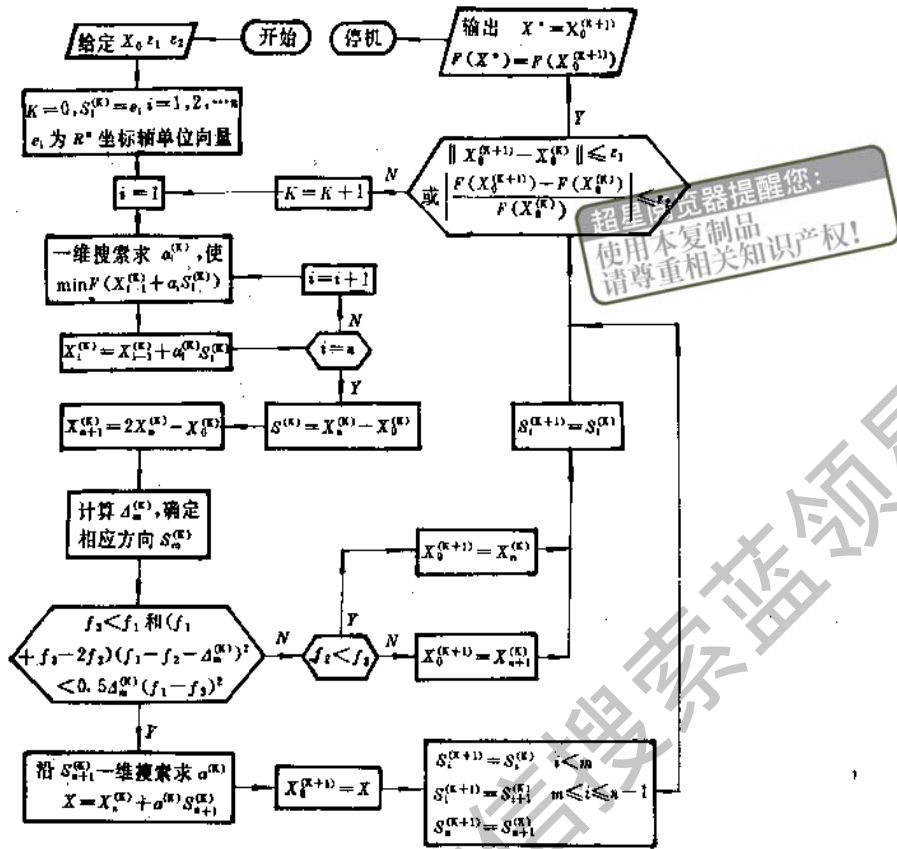 开始
给定 X₀ ε₁ ε₂
K=0, Sᵢ⁽ᴷ⁾=eᵢ i=1,2,…n
eᵢ 为 Rⁿ 坐标轴单位向量
i=1
一维搜索求 αᵢ⁽ᴷ⁾,使
minF(Xᵢ₋₁⁽ᴷ⁾+αᵢSᵢ⁽ᴷ⁾)
Xᵢ⁽ᴷ⁾=Xᵢ₋₁⁽ᴷ⁾+αᵢ⁽ᴷ⁾Sᵢ⁽ᴷ⁾
i=n
N
i=i+1
Y
S⁽ᴷ⁾=Xₙ⁽ᴷ⁾-X₀⁽ᴷ⁾
Xₙ₊₁⁽ᴷ⁾=2Xₙ⁽ᴷ⁾-X₀⁽ᴷ⁾
计算 Δₘ⁽ᴷ⁾,确定
相应方向 Sₘ⁽ᴷ⁾
f₃<f₁ 和(f₁
+f₃-2f₂)(f₁-f₂-Δₘ⁽ᴷ⁾)²
<0.5Δₘ⁽ᴷ⁾(f₁-f₃)²
N
f₂<f₃
Y
X₀⁽ᴷ⁺¹⁾=Xₙ⁽ᴷ⁾
N
X₀⁽ᴷ⁺¹⁾=Xₙ₊₁⁽ᴷ⁾
Sᵢ⁽ᴷ⁺¹⁾=Sᵢ⁽ᴷ⁾
Y
沿 Sₙ₊₁⁽ᴷ⁾一维搜索求 α⁽ᴷ⁾
X=Xₙ⁽ᴷ⁾+α⁽ᴷ⁾Sₙ₊₁⁽ᴷ⁾
X₀⁽ᴷ⁺¹⁾=X
Sᵢ⁽ᴷ⁺¹⁾=Sᵢ⁽ᴷ⁾ i<m
Sᵢ⁽ᴷ⁺¹⁾=Sᵢ₊₁⁽ᴷ⁾ m≤i≤n-1
Sₙ⁽ᴷ⁺¹⁾=Sₙ₊₁⁽ᴷ⁾
‖X₀⁽ᴷ⁺¹⁾-X₀⁽ᴷ⁾‖≤ε₁
或|F(X₀⁽ᴷ⁺¹⁾)-F(X₀⁽ᴷ⁾)
F(X₀⁽ᴷ⁾)|≤ε₂
N
K=K+1
Y
输出 X*=X₀⁽ᴷ⁺¹⁾
F(X*)=F(X₀⁽ᴷ⁺¹⁾)
停机
超星阅览器提醒您:
使用本复制品
请尊重相关知识产权!
信搜索蓝领星